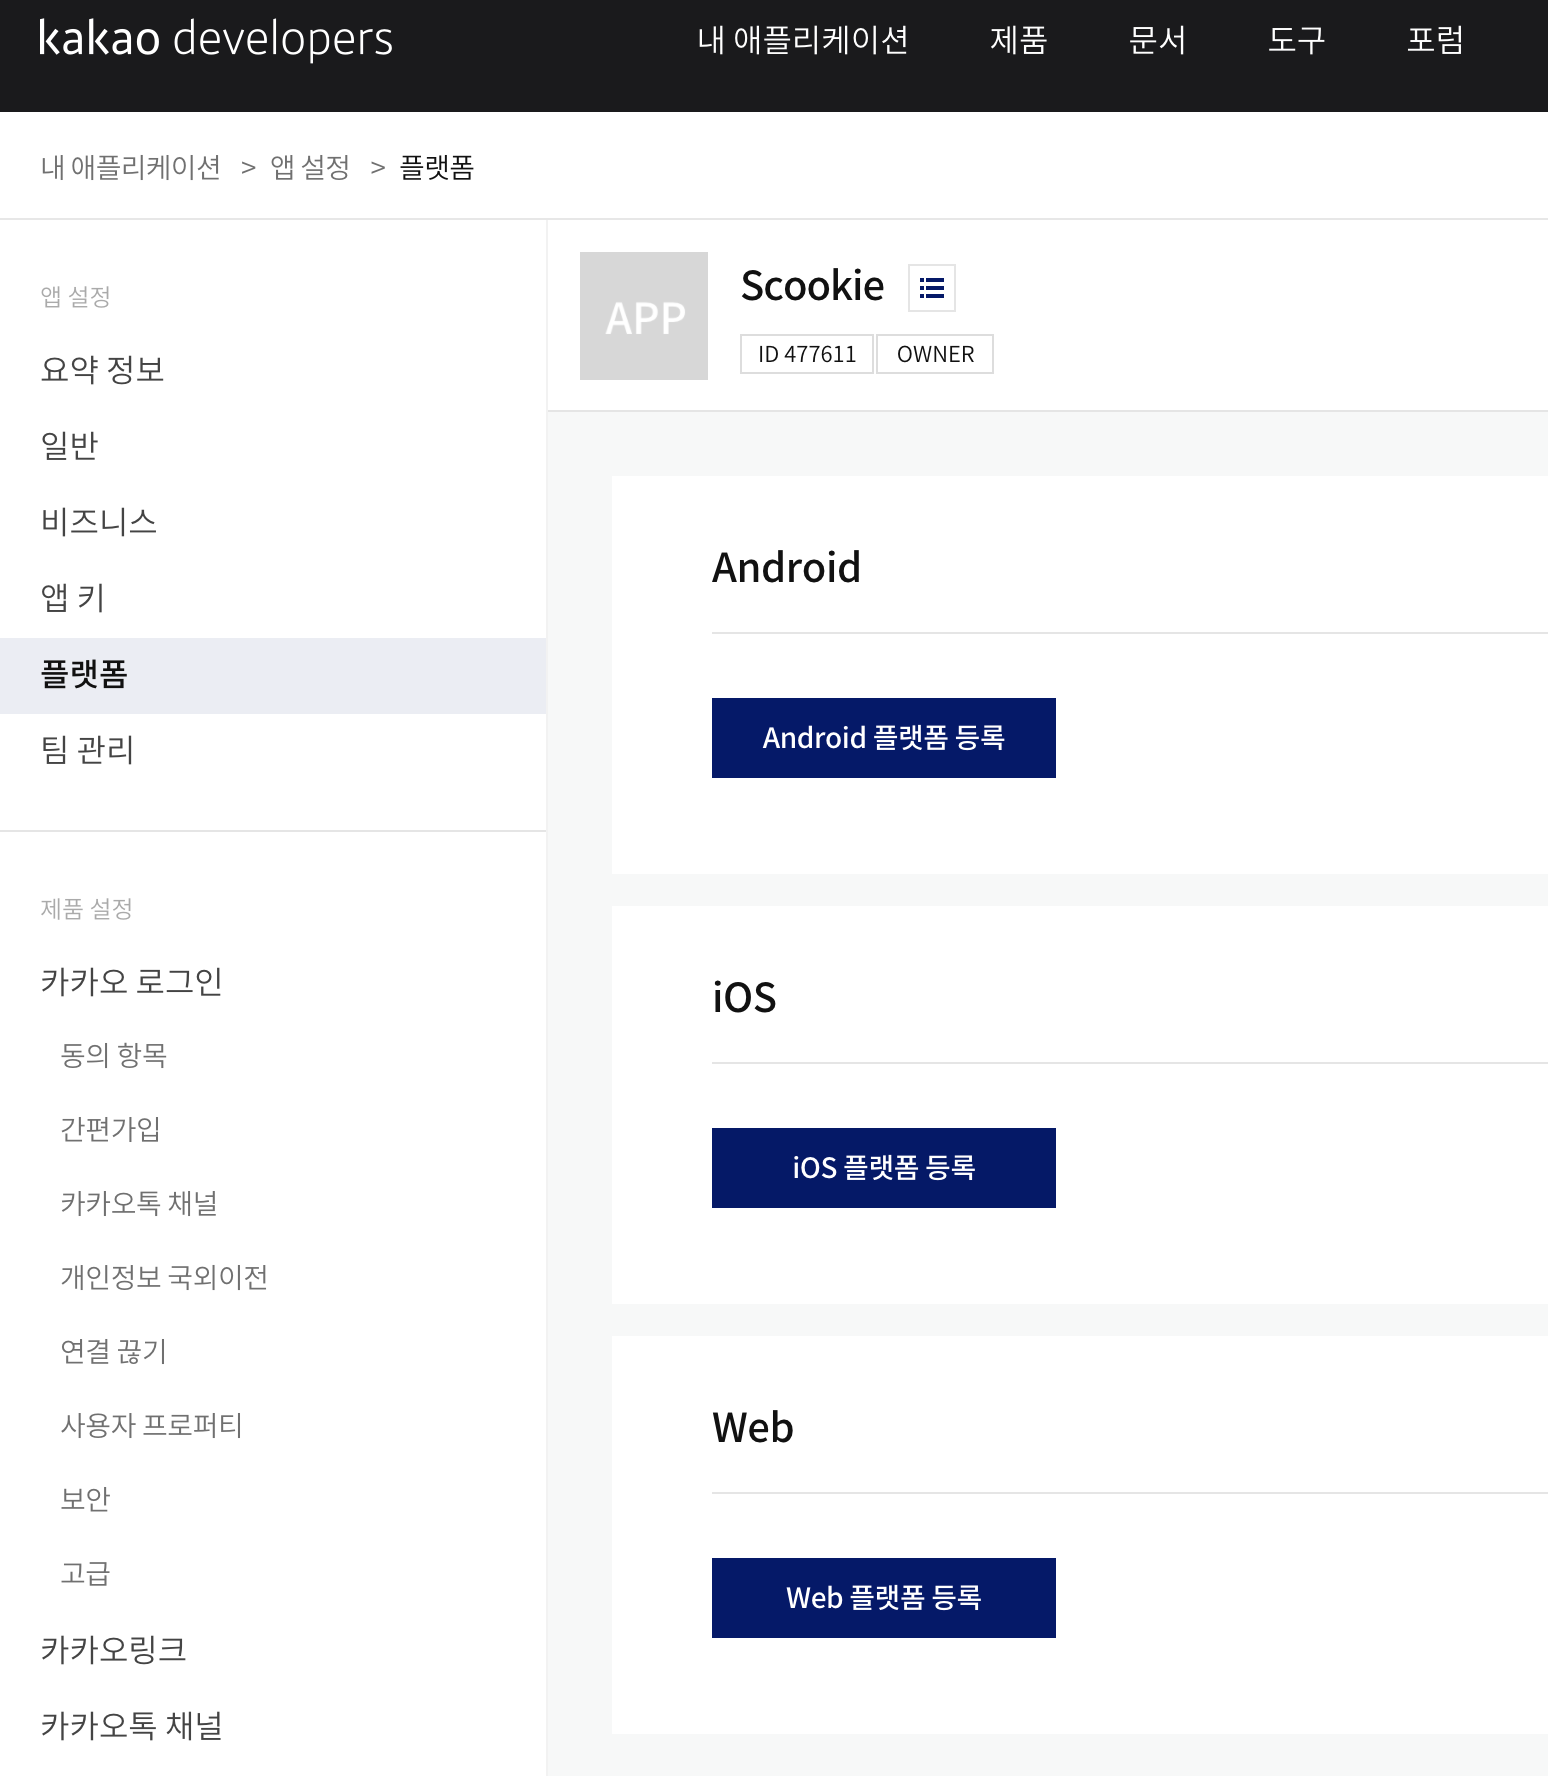 kakao developers 내 애플리케이션 제품 문서 도구 포럼
내 애플리케이션 > 앱 설정 > 플랫폼
앱 설정
요약 정보
일반
비즈니스
앱 키
플랫폼
팀 관리
제품 설정
카카오 로그인
동의 항목
간편가입
카카오톡 채널
개인정보 국외이전
연결 끊기
사용자 프로퍼티
보안
고급
카카오링크
카카오톡 채널
APP
Scookie
ID 477611 OWNER
Android
Android 플랫폼 등록
iOS
iOS 플랫폼 등록
Web
Web 플랫폼 등록